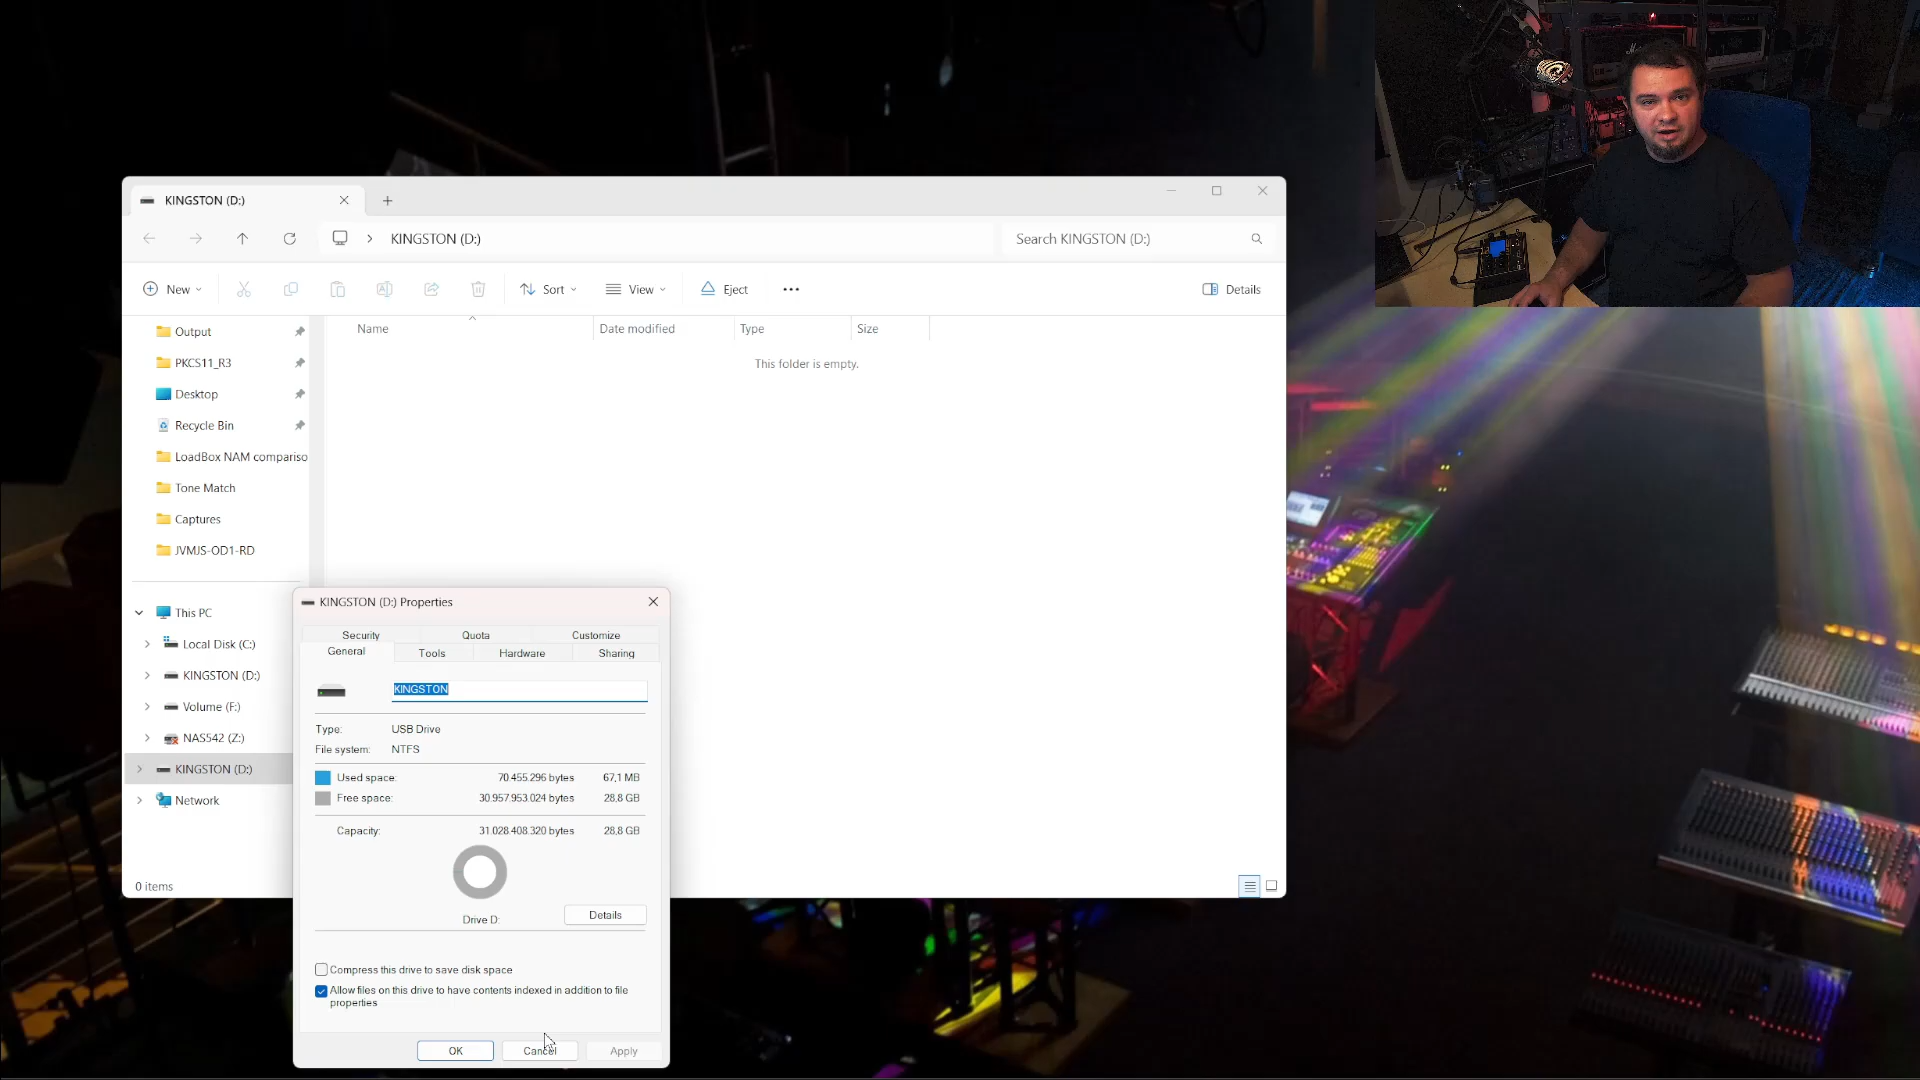 KINGSTON (D:)
KINGSTON (D:)
Search KINGSTON (D:)
New
Sort
View
Eject
Details
Name
Date modified
Type
Size
This folder is empty.
Output
PKCS11_R3
Desktop
Recycle Bin
LoadBox NAM compariso
Tone Match
Captures
JVMJS-OD1-RD
This PC
Local Disk (C:)
KINGSTON (D:)
Volume (F:)
NAS542 (Z:)
KINGSTON (D:)
Network
0 items
KINGSTON (D:) Properties
Security
Quota
Customize
General
Tools
Hardware
Sharing
KINGSTON
Type: USB Drive
File system: NTFS
Used space: 70.455.296 bytes 67,1 MB
Free space: 30.957.953.024 bytes 28,8 GB
Capacity: 31.028.408.320 bytes 28,8 GB
Drive D:
Details
Compress this drive to save disk space
Allow files on this drive to have contents indexed in addition to file
properties
OK
Cancel
Apply